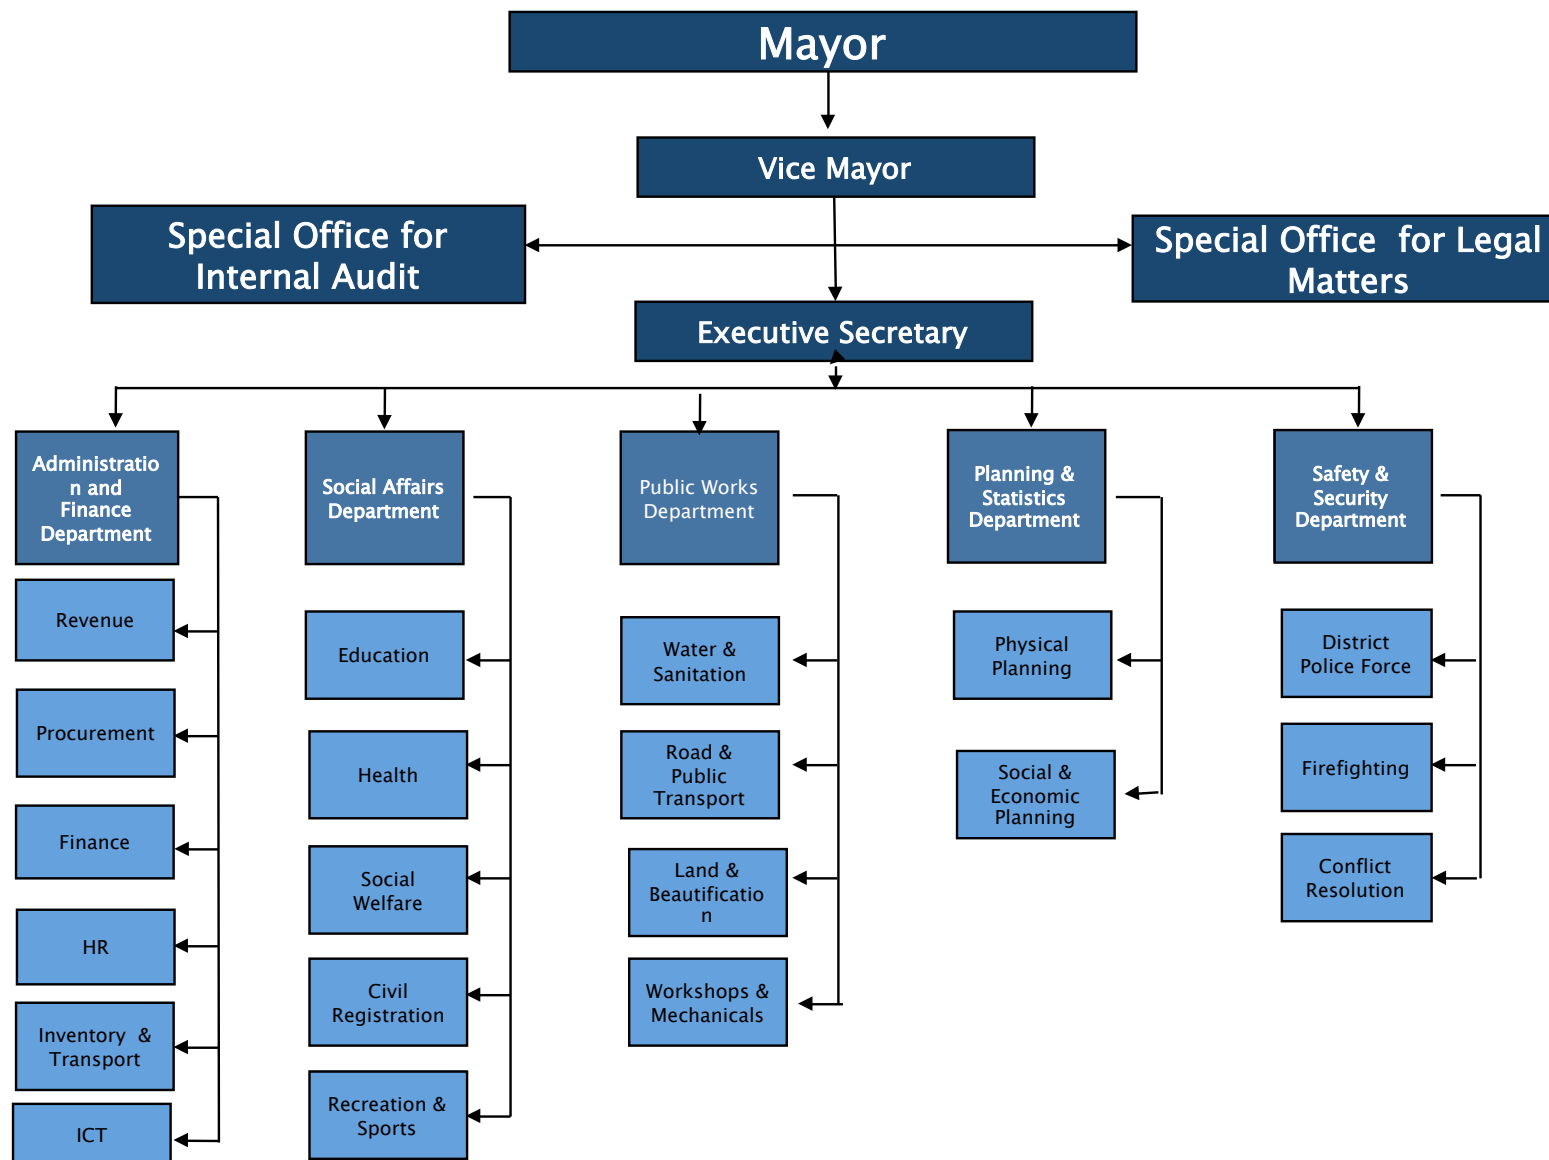 Mayor
Vice Mayor
Special Office for
Internal Audit
Special Office  for Legal
Matters
Executive Secretary
Administratio
n and
Finance
Department
Social Affairs
Department
Public Works
Department
Planning &
Statistics
Department
Safety &
Security
Department
Revenue
Procurement
Finance
HR
Inventory  &
Transport
ICT
Education
Health
Social
Welfare
Civil
Registration
Recreation &
Sports
Water &
Sanitation
Road &
Public
Transport
Land &
Beautificatio
n
Workshops &
Mechanicals
Physical
Planning
Social &
Economic
Planning
District
Police Force
Firefighting
Conflict
Resolution